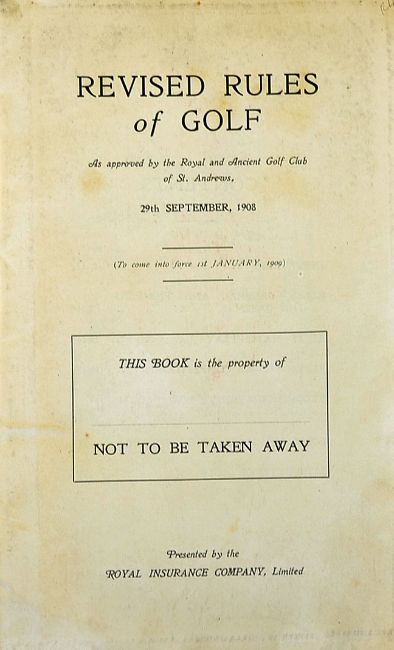 REVISED RULES
of GOLF
As approved by the Royal and Ancient Golf Club
of St. Andrews,
29th SEPTEMBER, 1908
(To come into force 1st JANUARY, 1909)
THIS BOOK is the property of
NOT TO BE TAKEN AWAY
Presented by the
ROYAL INSURANCE COMPANY, Limited